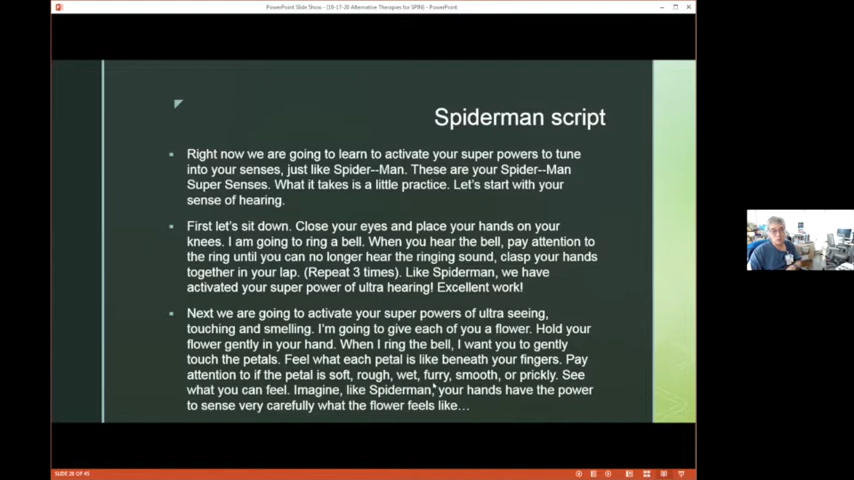 PowerPoint Slide Show - [19-17-20 Alternative Therapies for SPIN] - PowerPoint
Spiderman script
Right now we are going to learn to activate your super powers to tune
into your senses, just like Spider--Man. These are your Spider--Man
Super Senses. What it takes is a little practice. Let's start with your
sense of hearing.
First let's sit down. Close your eyes and place your hands on your
knees. I am going to ring a bell. When you hear the bell, pay attention to
the ring until you can no longer hear the ringing sound, clasp your hands
together in your lap. (Repeat 3 times). Like Spiderman, we have
activated your super power of ultra hearing! Excellent work!
Next we are going to activate your super powers of ultra seeing,
touching and smelling. I'm going to give each of you a flower. Hold your
flower gently in your hand. When I ring the bell, I want you to gently
touch the petals. Feel what each petal is like beneath your fingers. Pay
attention to if the petal is soft, rough, wet, furry, smooth, or prickly. See
what you can feel. Imagine, like Spiderman, your hands have the power
to sense very carefully what the flower feels like…
SLIDE 28 OF 45